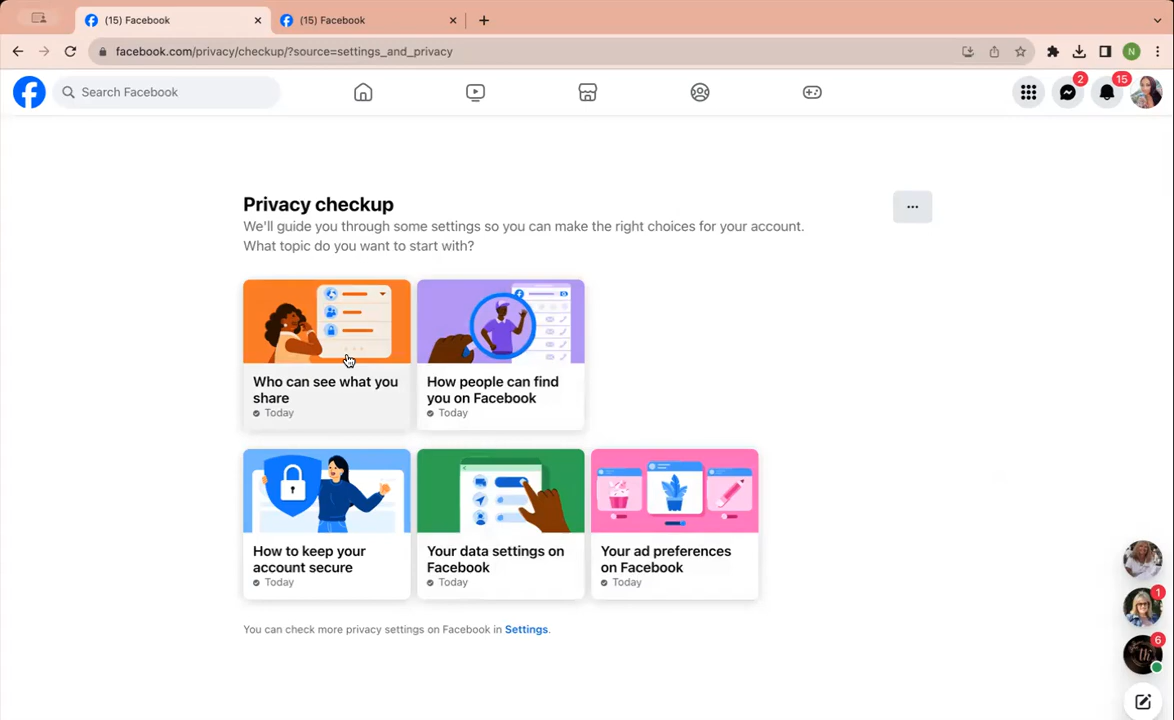 (15) Facebook
(15) Facebook
facebook.com/privacy/checkup/?source=settings_and_privacy
N
Search Facebook
2
15
Privacy checkup
We'll guide you through some settings so you can make the right choices for your account.
What topic do you want to start with?
Who can see what you
share
Today
How people can find
you on Facebook
Today
How to keep your
account secure
Today
Your data settings on
Facebook
Today
Your ad preferences
on Facebook
Today
You can check more privacy settings on Facebook in Settings.
1
6
th